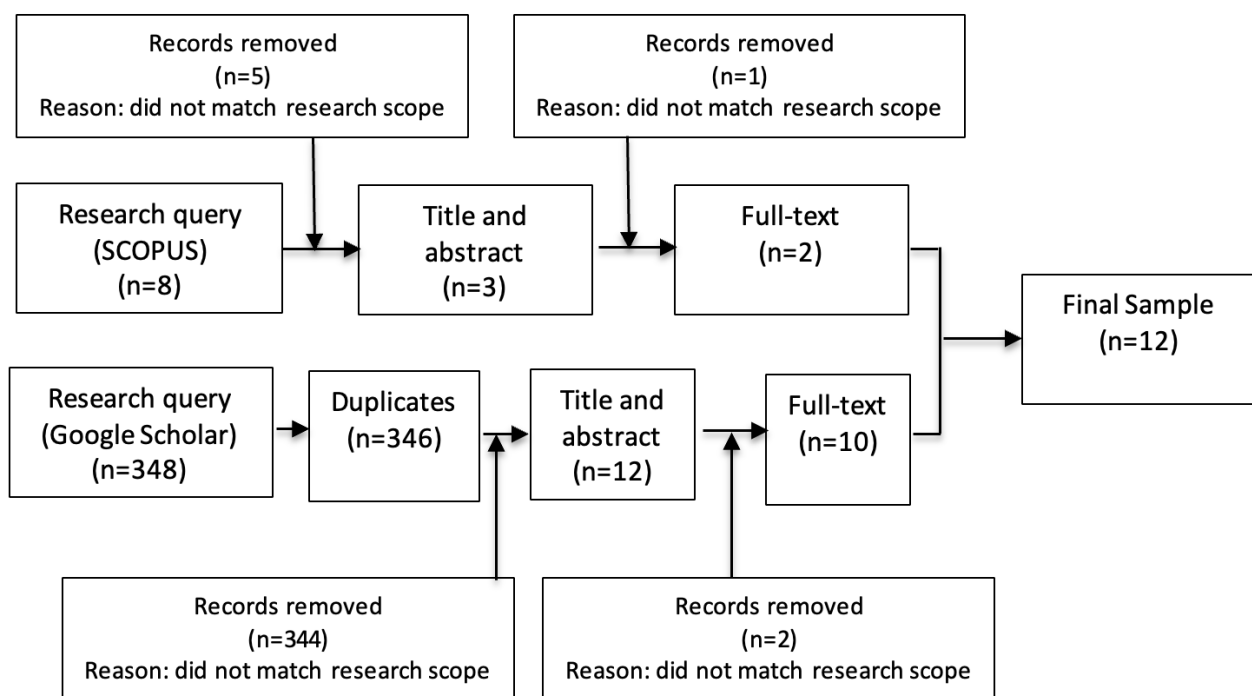 Records removed
(n=5)
Reason: did not match research scope
Records removed
(n=1)
Reason: did not match research scope
Research query
(SCOPUS)
(n=8)
Title and
abstract
(n=3)
Full-text
(n=2)
Final Sample
(n=12)
Research query
(Google Scholar)
(n=348)
Duplicates
(n=346)
Title and
abstract
(n=12)
Full-text
(n=10)
Records removed
(n=344)
Reason: did not match research scope
Records removed
(n=2)
Reason: did not match research scope